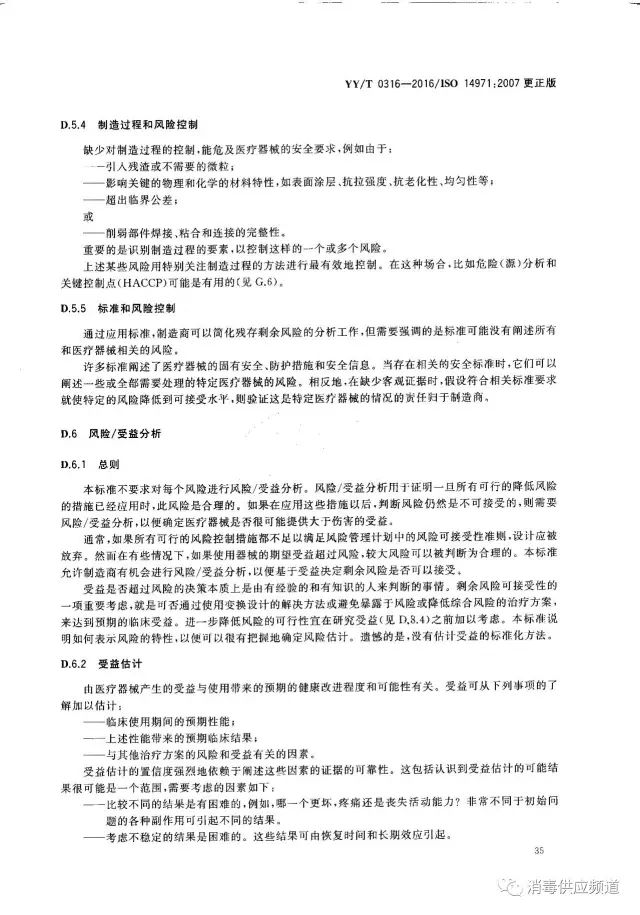 YY/T 0316—2016/ISO 14971:2007 更正版
D.5.4 制造过程和风险控制
缺少对制造过程的控制,能危及医疗器械的安全要求,例如由于:
——引入残渣或不需要的微粒;
——影响关键的物理和化学的材料特性,如表面涂层、抗拉强度、抗老化性、均匀性等;
——超出临界公差;
或
——削弱部件焊接、粘合和连接的完整性。
重要的是识别制造过程的要素,以控制这样的一个或多个风险。
上述某些风险用特别关注制造过程的方法进行最有效地控制。在这种场合,比如危险(源)分析和
关键控制点(HACCP)可能是有用的(见 G.6)。
D.5.5 标准和风险控制
通过应用标准,制造商可以简化残存剩余风险的分析工作,但需要强调的是标准可能没有阐述所有
和医疗器械相关的风险。
许多标准阐述了医疗器械的固有安全、防护措施和安全信息。当存在相关的安全标准时,它们可以
阐述一些或全部需要处理的特定医疗器械的风险。相反地,在缺少客观证据时,假设符合相关标准要求
就使特定的风险降低到可接受水平,则验证这是特定医疗器械的情况的责任归于制造商。
D.6 风险/受益分析
D.6.1 总则
本标准不要求对每个风险进行风险/受益分析。风险/受益分析用于证明一旦所有可行的降低风险
的措施已经应用时,此风险是合理的。如果在应用这些措施以后,判断风险仍然是不可接受的,则需要
风险/受益分析,以便确定医疗器械是否很可能提供大于伤害的受益。
通常,如果所有可行的风险控制措施都不足以满足风险管理计划中的风险可接受性准则,设计应被
放弃。然而在有些情况下,如果使用器械的期望受益超过风险,较大风险可以被判断为合理的。本标准
允许制造商有机会进行风险/受益分析,以便基于受益决定剩余风险是否可以接受。
受益是否超过风险的决策本质上是由有经验的和有知识的人来判断的事情。剩余风险可接受性的
一项重要考虑,就是可否通过使用变换设计的解决方法或避免暴露于风险或降低综合风险的治疗方案,
来达到预期的临床受益。进一步降低风险的可行性宜在研究受益(见 D.8.4)之前加以考虑。本标准说
明如何表示风险的特性,以便可以很有把握地确定风险估计。遗憾的是,没有估计受益的标准化方法。
D.6.2 受益估计
由医疗器械产生的受益与使用带来的预期的健康改进程度和可能性有关。受益可从下列事项的了
解加以估计:
——临床使用期间的预期性能;
——上述性能带来的预期临床结果;
——与其他治疗方案的风险和受益有关的因素。
受益估计的置信度强烈地依赖于阐述这些因素的证据的可靠性。这包括认识到受益估计的可能结
果很可能是一个范围,需要考虑的因素如下:
——比较不同的结果是有困难的,例如,哪一个更坏,疼痛还是丧失活动能力?非常不同于初始问
题的各种副作用可引起不同的结果。
——考虑不稳定的结果是困难的。这些结果可由恢复时间和长期效应引起。
35
消毒供应频道